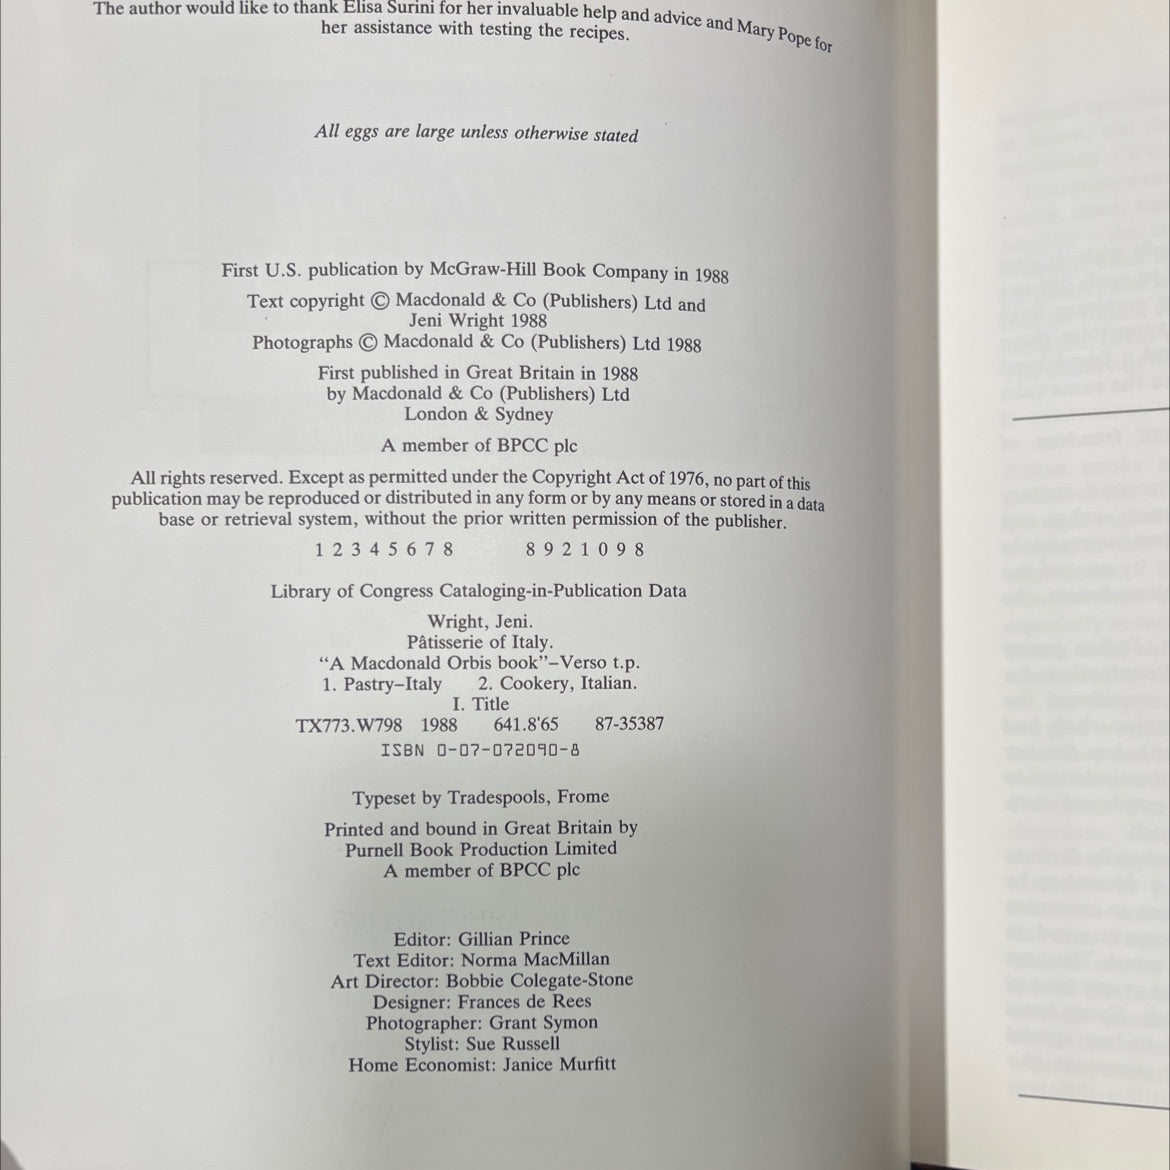 The author would like to thank Elisa Surini for her invaluable help and advice and Mary Pope for
her assistance with testing the recipes.
All eggs are large unless otherwise stated
First U.S. publication by McGraw-Hill Book Company in 1988
Text copyright © Macdonald & Co (Publishers) Ltd and
Jeni Wright 1988
Photographs © Macdonald & Co (Publishers) Ltd 1988
First published in Great Britain in 1988
by Macdonald & Co (Publishers) Ltd
London & Sydney
A member of BPCC plc
All rights reserved. Except as permitted under the Copyright Act of 1976, no part of this
publication may be reproduced or distributed in any form or by any means or stored in a data
base or retrieval system, without the prior written permission of the publisher.
1 2 3 4 5 6 7 8 8 9 2 1 0 9 8
Library of Congress Cataloging-in-Publication Data
Wright, Jeni.
Pâtisserie of Italy.
“A Macdonald Orbis book”–Verso t.p.
1. Pastry–Italy 2. Cookery, Italian.
I. Title
TX773.W798 1988 641.8'65 87-35387
ISBN 0-07-072090-8
Typeset by Tradespools, Frome
Printed and bound in Great Britain by
Purnell Book Production Limited
A member of BPCC plc
Editor: Gillian Prince
Text Editor: Norma MacMillan
Art Director: Bobbie Colegate-Stone
Designer: Frances de Rees
Photographer: Grant Symon
Stylist: Sue Russell
Home Economist: Janice Murfitt